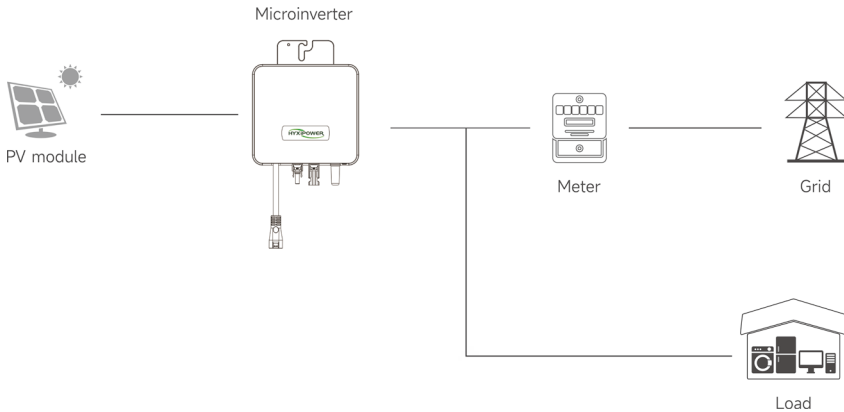 Microinverter
HYXIPOWER
PV module
Meter
Grid
Load